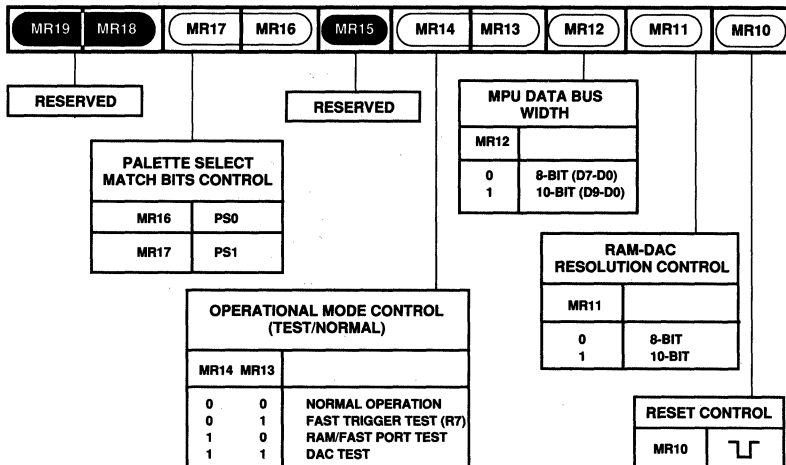 MR19 MR18 MR17 MR16 MR15 MR14 MR13 MR12 MR11 MR10
RESERVED
RESERVED
MPU DATA BUS
WIDTH
MR12
0 8-BIT (D7-D0)
1 10-BIT (D9-D0)
PALETTE SELECT
MATCH BITS CONTROL
MR16 PS0
MR17 PS1
RAM-DAC
RESOLUTION CONTROL
MR11
0 8-BIT
1 10-BIT
OPERATIONAL MODE CONTROL
(TEST/NORMAL)
MR14 MR13
0 0 NORMAL OPERATION
0 1 FAST TRIGGER TEST (R7)
1 0 RAM/FAST PORT TEST
1 1 DAC TEST
RESET CONTROL
MR10